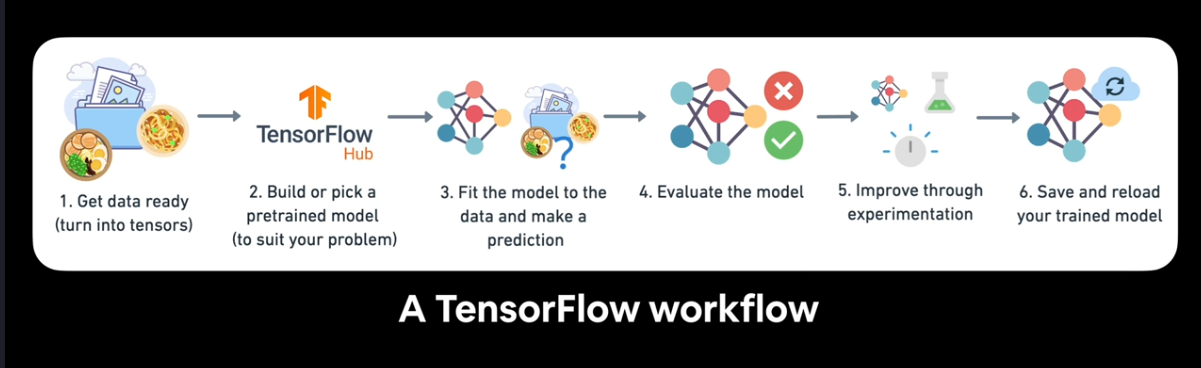 TensorFlow
Hub
1. Get data ready
(turn into tensors)
2. Build or pick a
pretrained model
(to suit your problem)
3. Fit the model to the
data and make a
prediction
4. Evaluate the model
5. Improve through
experimentation
6. Save and reload
your trained model
A TensorFlow workflow